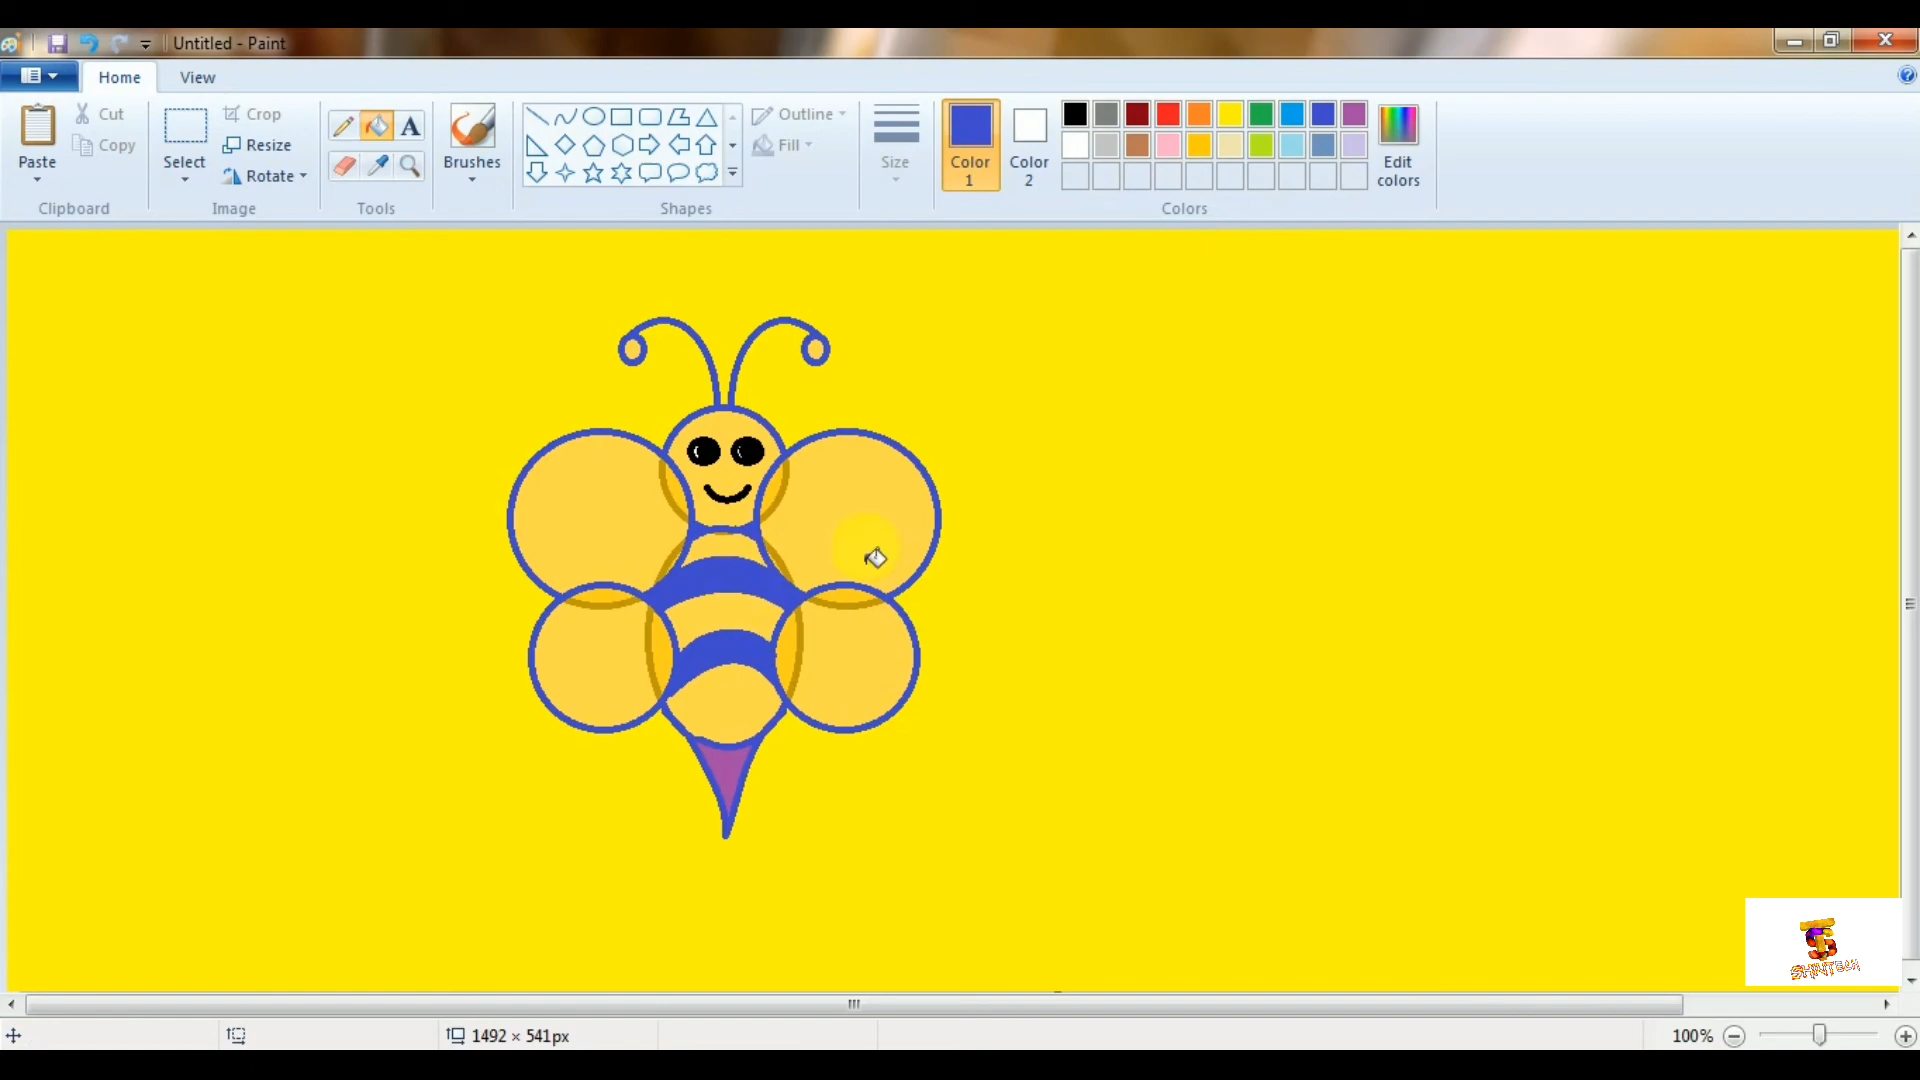 Untitled - Paint
Home View
Paste
Cut
Copy
Clipboard
Select
Crop
Resize
Rotate
Image
A
Tools
Brushes
Shapes
Outline
Fill
Size
Color 1
Color 2
Edit colors
Colors
SHINTECH
1492 × 541px
100%